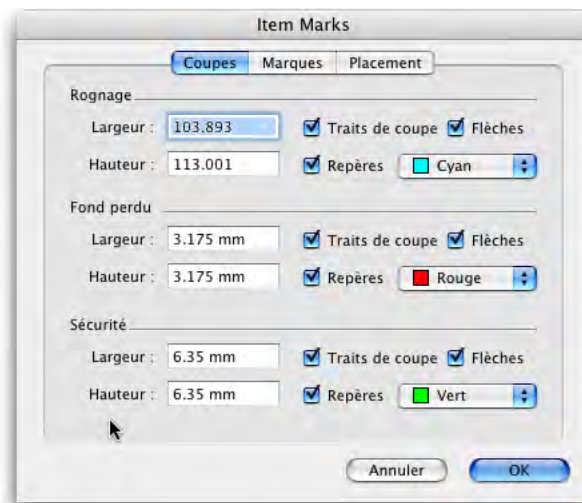 Item Marks
Coupes Marques Placement
Rognage
Largeur : 103.893 Traits de coupe Flèches
Hauteur : 113.001 Repères Cyan
Fond perdu
Largeur : 3.175 mm Traits de coupe Flèches
Hauteur : 3.175 mm Repères Rouge
Sécurité
Largeur : 6.35 mm Traits de coupe Flèches
Hauteur : 6.35 mm Repères Vert
Annuler OK